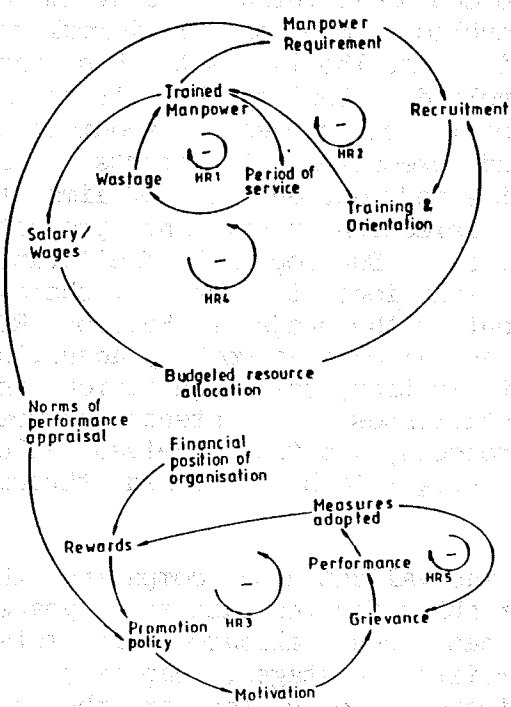 Manpower
Requirement
Trained
Manpower
Recruitment
–
HR1
–
HR2
Wastage
Period of
service
Training &
Orientation
Salary/
Wages
–
HR4
Budgeled resource
allocation
Norms of
performance
appraisal
Financial
position of
organisation
Measures
adopted
Rewards
Performance
–
HR5
–
HR3
Grievance
Promotion
policy
Motivation